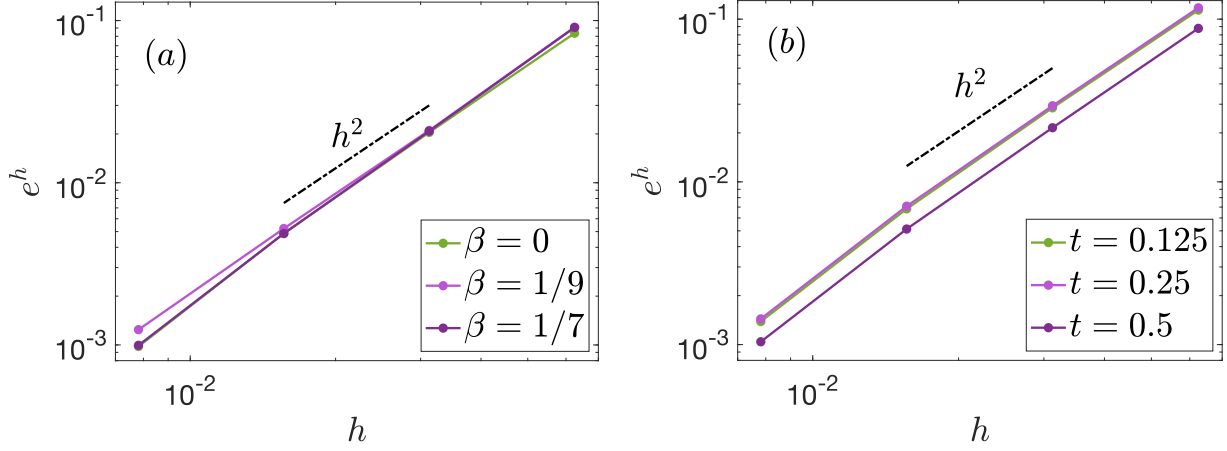 (a)
10^{-1}
10^{-2}
10^{-3}
e^h
h^2
β = 0
β = 1/9
β = 1/7
10^{-2}
h
(b)
10^{-1}
10^{-2}
10^{-3}
e^h
h^2
t = 0.125
t = 0.25
t = 0.5
10^{-2}
h